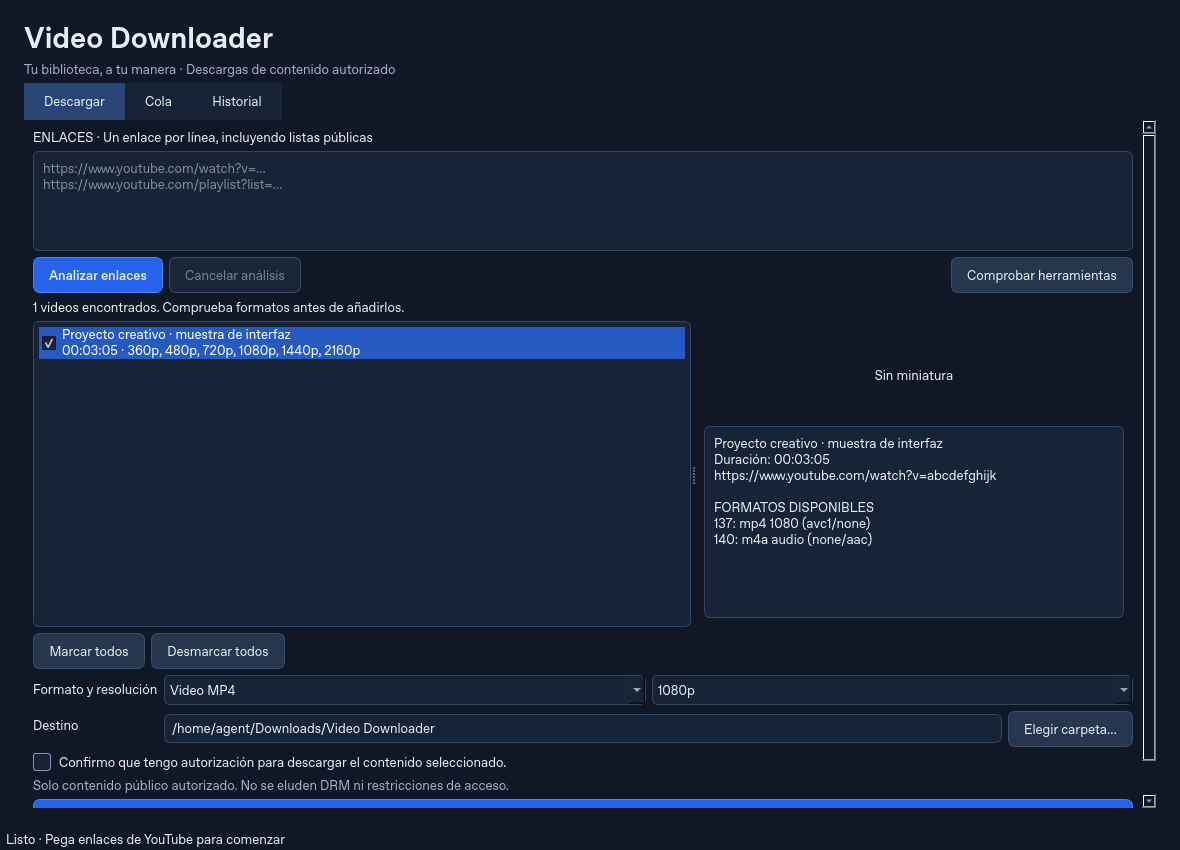 Video Downloader
Tu biblioteca, a tu manera · Descargas de contenido autorizado
Descargar
Cola
Historial
ENLACES · Un enlace por línea, incluyendo listas públicas
https://www.youtube.com/watch?v=...
https://www.youtube.com/playlist?list=...
Analizar enlaces
Cancelar análisis
Comprobar herramientas
1 videos encontrados. Comprueba formatos antes de añadirlos.
Proyecto creativo · muestra de interfaz
00:03:05 · 360p, 480p, 720p, 1080p, 1440p, 2160p
Sin miniatura
Proyecto creativo · muestra de interfaz
Duración: 00:03:05
https://www.youtube.com/watch?v=abcdefghijk
FORMATOS DISPONIBLES
137: mp4 1080 (avc1/none)
140: m4a audio (none/aac)
Marcar todos
Desmarcar todos
Formato y resolución
Video MP4
1080p
Destino
/home/agent/Downloads/Video Downloader
Elegir carpeta...
Confirmo que tengo autorización para descargar el contenido seleccionado.
Solo contenido público autorizado. No se eluden DRM ni restricciones de acceso.
Listo · Pega enlaces de YouTube para comenzar